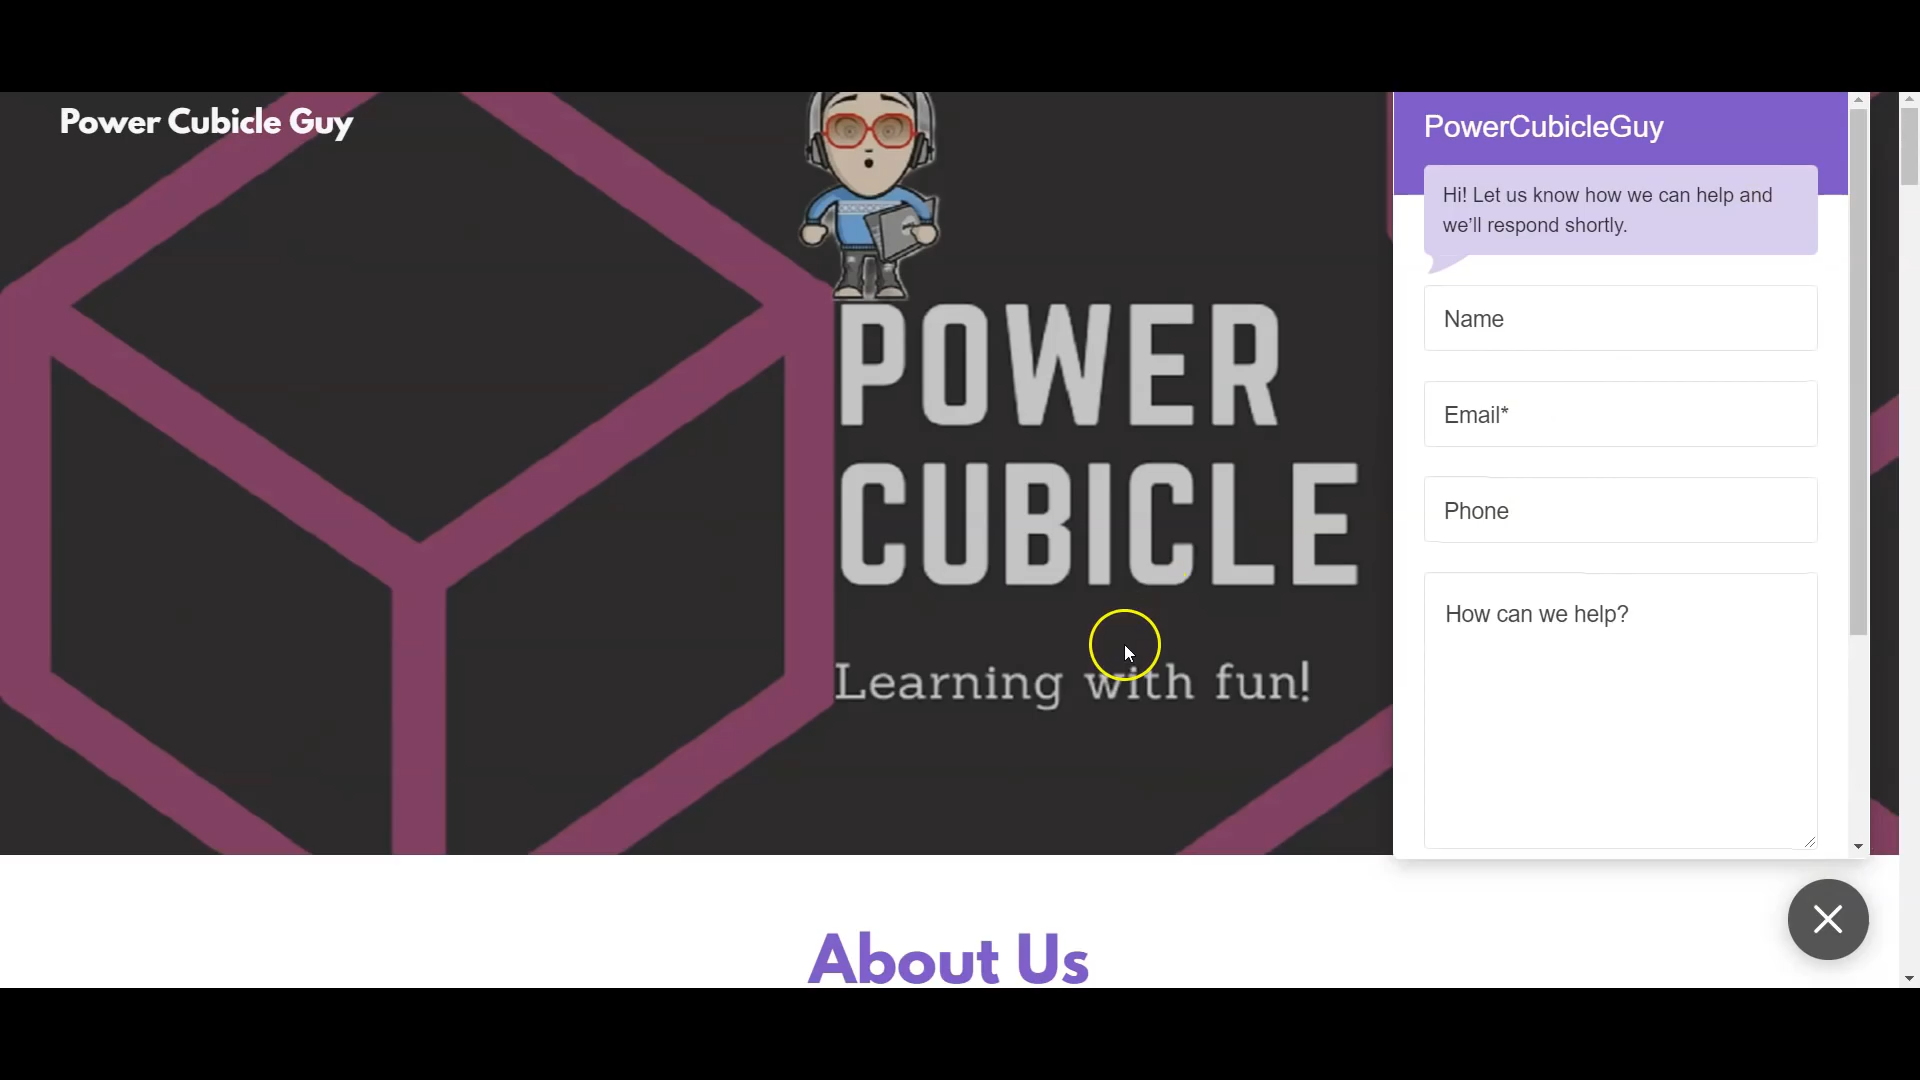 Power Cubicle Guy
POWER
CUBICLE
Learning with fun!
About Us
PowerCubicleGuy
Hi! Let us know how we can help and
we'll respond shortly.
Name
Email*
Phone
How can we help?